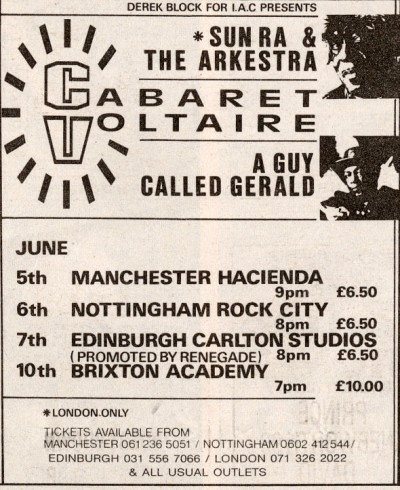 DEREK BLOCK FOR I.A.C PRESENTS
*SUN RA &
THE ARKESTRA
CABARET
VOLTAIRE
A GUY
CALLED GERALD
JUNE
5th MANCHESTER HACIENDA
9pm £6.50
6th NOTTINGHAM ROCK CITY
8pm £6.50
7th EDINBURGH CARLTON STUDIOS
(PROMOTED BY RENEGADE) 8pm £6.50
10th BRIXTON ACADEMY
7pm £10.00
*LONDON.ONLY
TICKETS AVAILABLE FROM
MANCHESTER 061 236 5051 / NOTTINGHAM 0602 412544/
EDINBURGH 031 556 7066 / LONDON 071 326 2022
& ALL USUAL OUTLETS